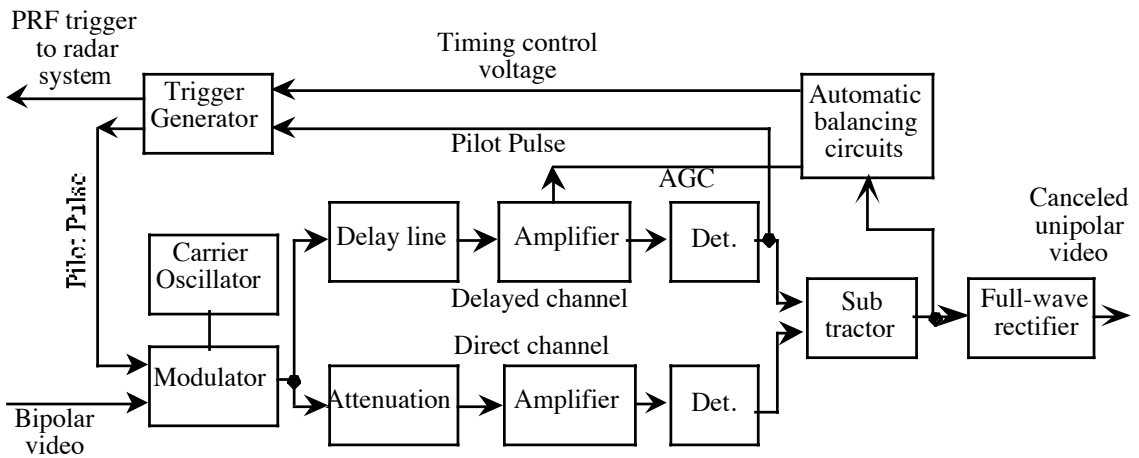 PRF trigger
to radar
system
Timing control
voltage
Trigger
Generator
Automatic
balancing
circuits
Pilot Pulse
AGC
Pilot Pulse
Canceled
unipolar
video
Carrier
Oscillator
Delay line
Amplifier
Det.
Delayed channel
Sub
tractor
Full-wave
rectifier
Direct channel
Modulator
Attenuation
Amplifier
Det.
Bipolar
video